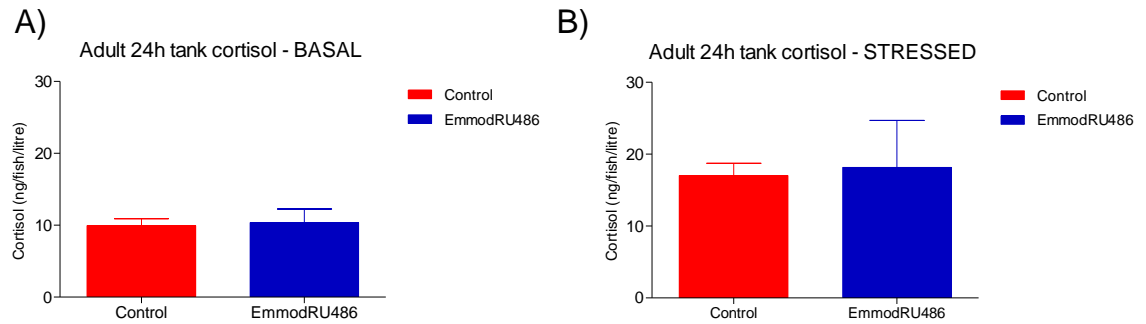 A)
Adult 24h tank cortisol - BASAL
30
20
10
0
Cortisol (ng/fish/litre)
Control
EmmodRU486
Control
EmmodRU486
B)
Adult 24h tank cortisol - STRESSED
30
20
10
0
Cortisol (ng/fish/litre)
Control
EmmodRU486
Control
EmmodRU486